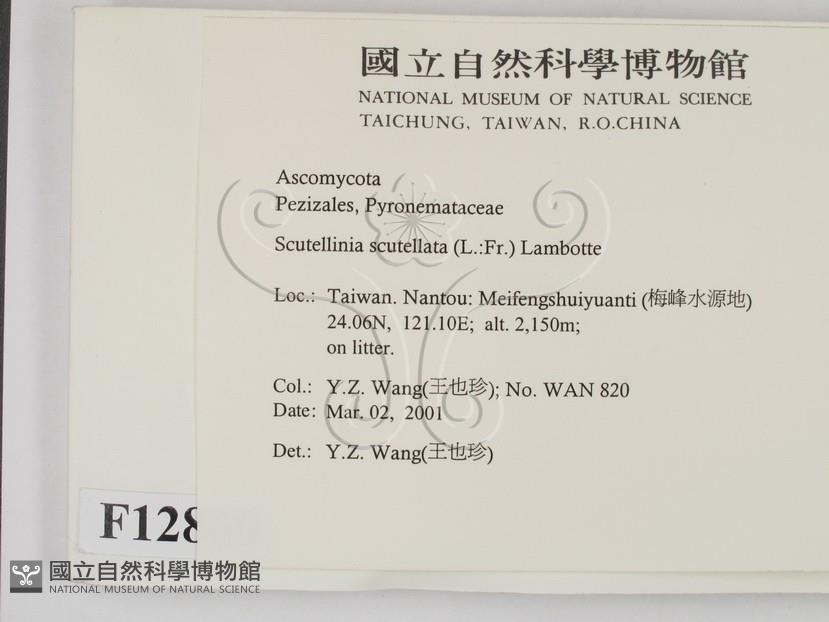 國立自然科學博物館
NATIONAL MUSEUM OF NATURAL SCIENCE
TAICHUNG, TAIWAN, R.O.CHINA
Ascomycota
Pezizales, Pyronemataceae
Scutellinia scutellata (L.:Fr.) Lambotte
Loc.: Taiwan. Nantou: Meifengshuiyuanti (梅峰水源地)
24.06N, 121.10E; alt. 2,150m;
on litter.
Col.: Y.Z. Wang(王也珍); No. WAN 820
Date: Mar. 02, 2001
Det.: Y.Z. Wang(王也珍)
國立自然科學博物館
NATIONAL MUSEUM OF NATURAL SCIENCE